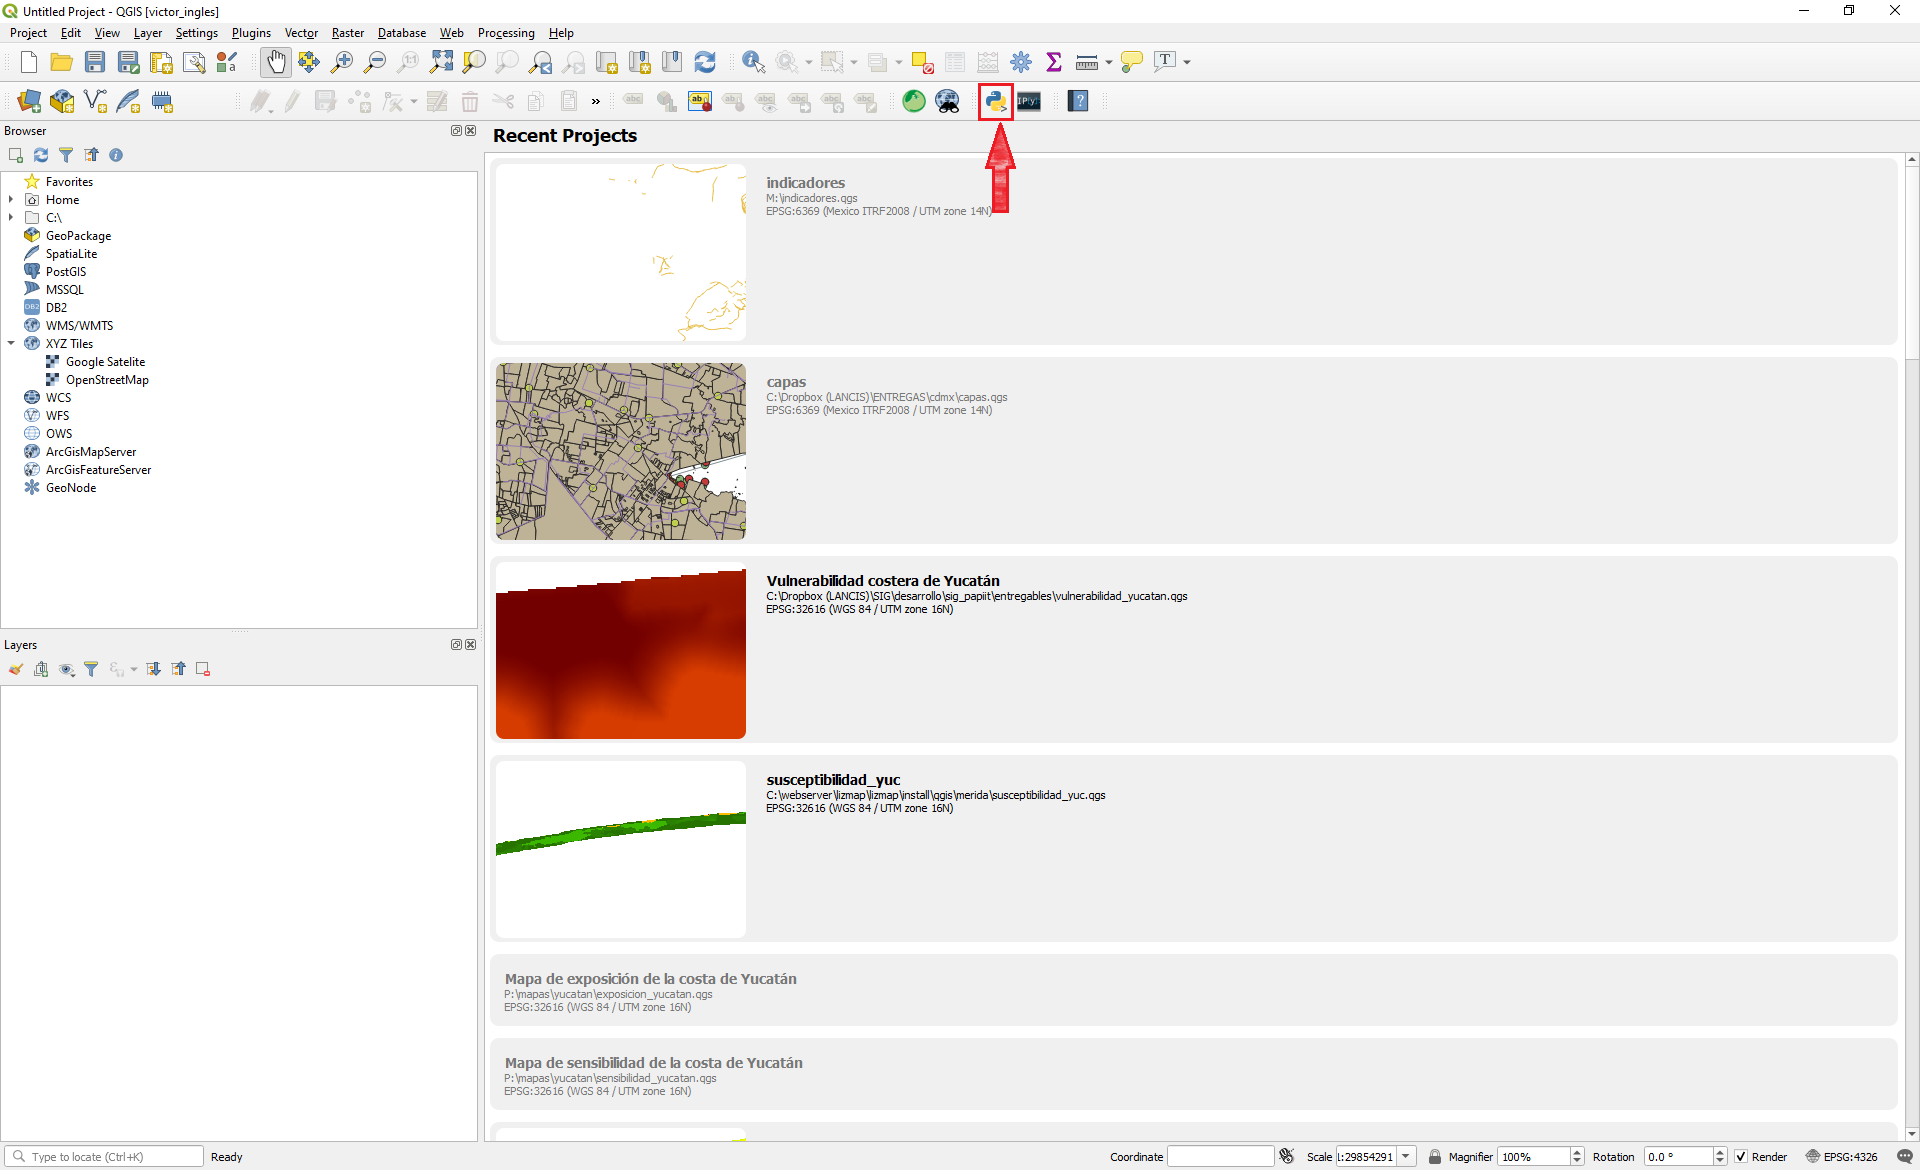 Untitled Project - QGIS [victor_ingles]
Project Edit View Layer Settings Plugins Vector Raster Database Web Processing Help
Browser
Favorites
Home
C:\
GeoPackage
SpatiaLite
PostGIS
MSSQL
DB2
WMS/WMTS
XYZ Tiles
Google Satelite
OpenStreetMap
WCS
WFS
OWS
ArcGisMapServer
ArcGisFeatureServer
GeoNode
Layers
Recent Projects
indicadores
M:\indicadores.qgs
EPSG:6369 (Mexico ITRF2008 / UTM zone 14N)
capas
C:\Dropbox (LANCIS)\ENTREGAS\cdmx\capas.qgs
EPSG:6369 (Mexico ITRF2008 / UTM zone 14N)
Vulnerabilidad costera de Yucatán
C:\Dropbox (LANCIS)\SIG\desarrollo\sig_papiit\entregables\vulnerabilidad_yucatan.qgs
EPSG:32616 (WGS 84 / UTM zone 16N)
susceptibilidad_yuc
C:\webserver\lizmap\lizmap\install\qgis\merida\susceptibilidad_yuc.qgs
EPSG:32616 (WGS 84 / UTM zone 16N)
Mapa de exposición de la costa de Yucatán
P:\mapas\yucatan\exposicion_yucatan.qgs
EPSG:32616 (WGS 84 / UTM zone 16N)
Mapa de sensibilidad de la costa de Yucatán
P:\mapas\yucatan\sensibilidad_yucatan.qgs
EPSG:32616 (WGS 84 / UTM zone 16N)
Type to locate (Ctrl+K) Ready Coordinate Scale 1:29854291 Magnifier 100% Rotation 0.0 ° Render EPSG:4326